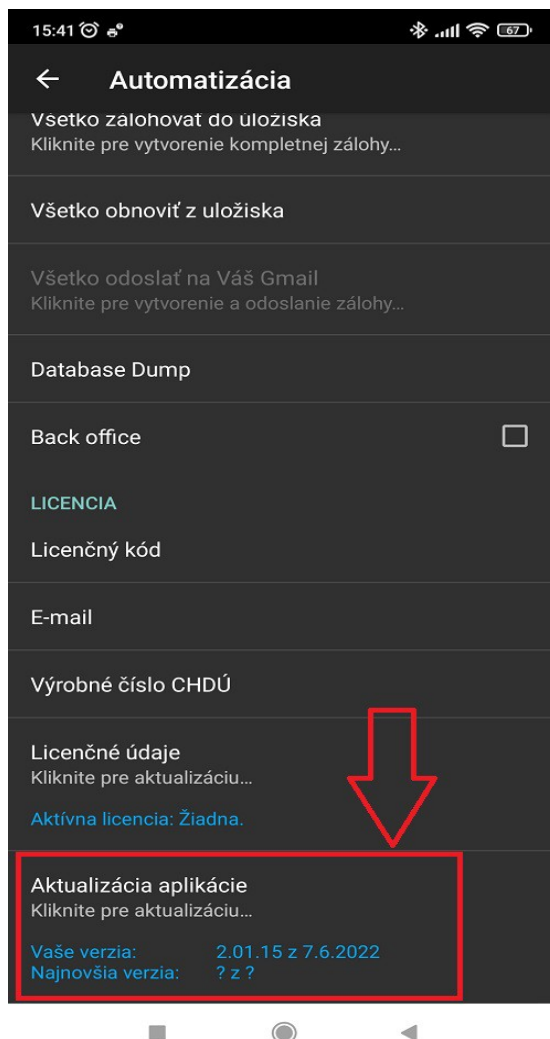 15:41
67
Automatizácia
Všetko zálohovať do úložiska
Kliknite pre vytvorenie kompletnej zálohy...
Všetko obnoviť z uložiska
Všetko odoslať na Váš Gmail
Kliknite pre vytvorenie a odoslanie zálohy...
Database Dump
Back office
LICENCIA
Licenčný kód
E-mail
Výrobné číslo CHDÚ
Licenčné údaje
Kliknite pre aktualizáciu...
Aktívna licencia: Žiadna.
Aktualizácia aplikácie
Kliknite pre aktualizáciu...
Vaše verzia: 2.01.15 z 7.6.2022
Najnovšia verzia: ? z ?